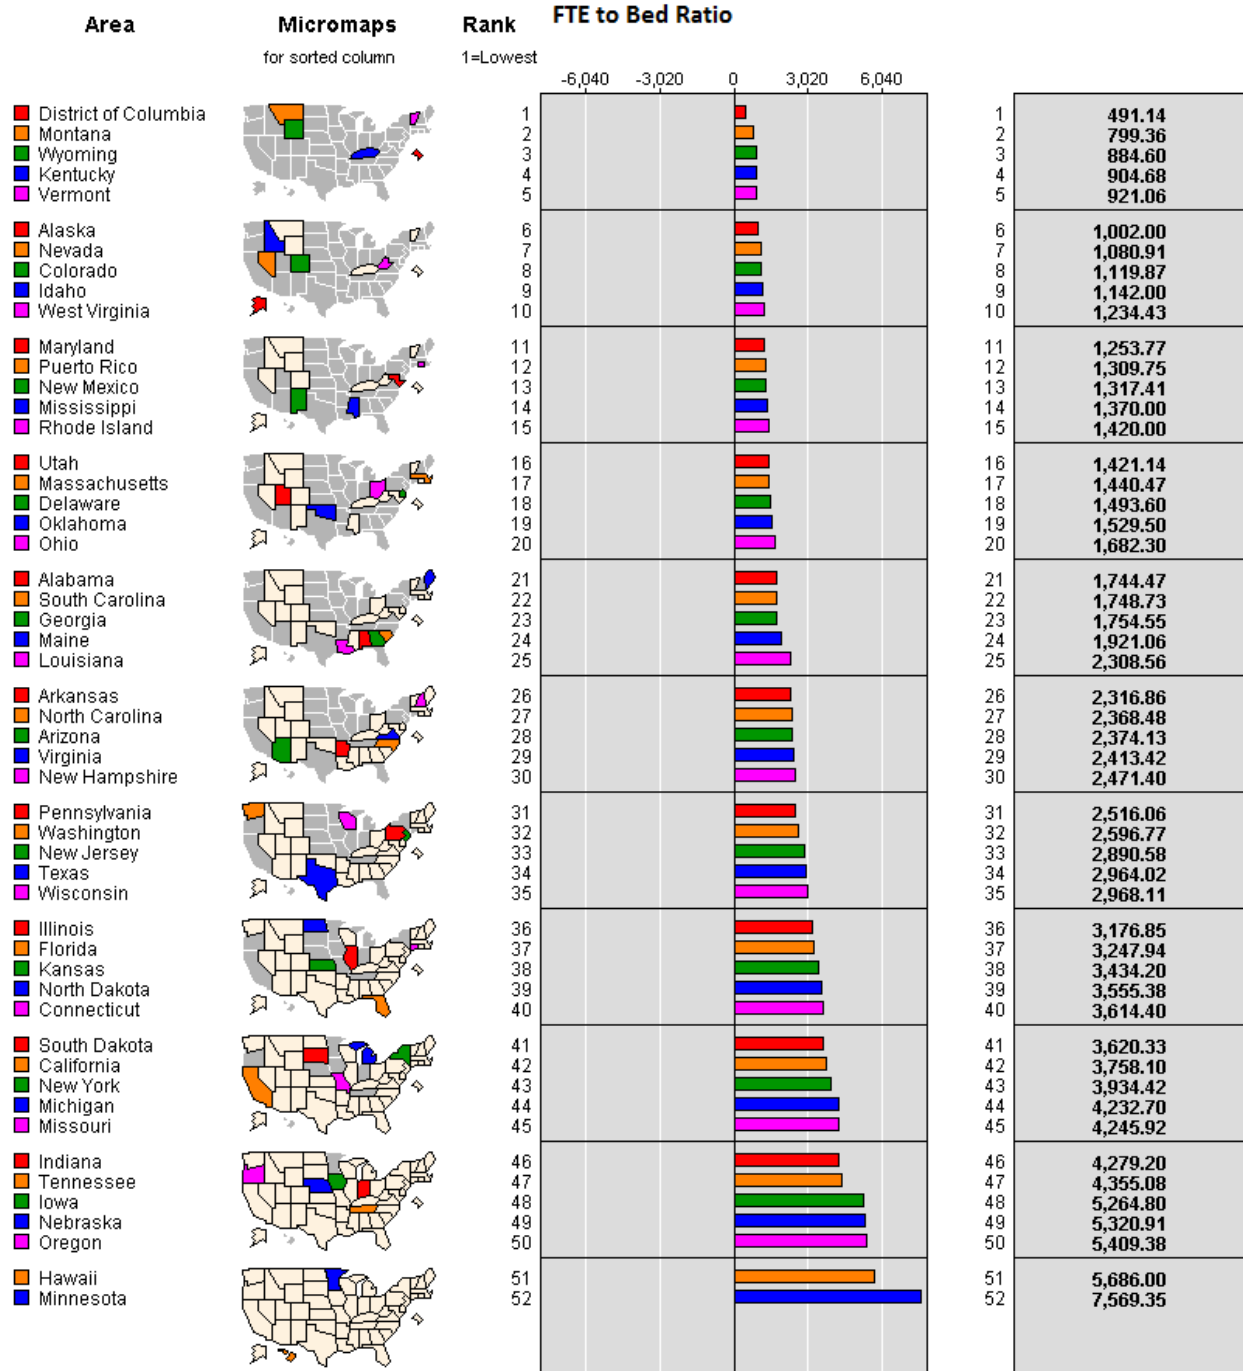 FTE to Bed Ratio
Area Micromaps Rank
for sorted column 1=Lowest
-6,040 -3,020 0 3,020 6,040
District of Columbia 1 1 491.14
Montana 2 2 799.36
Wyoming 3 3 884.60
Kentucky 4 4 904.68
Vermont 5 5 921.06
Alaska 6 6 1,002.00
Nevada 7 7 1,080.91
Colorado 8 8 1,119.87
Idaho 9 9 1,142.00
West Virginia 10 10 1,234.43
Maryland 11 11 1,253.77
Puerto Rico 12 12 1,309.75
New Mexico 13 13 1,317.41
Mississippi 14 14 1,370.00
Rhode Island 15 15 1,420.00
Utah 16 16 1,421.14
Massachusetts 17 17 1,440.47
Delaware 18 18 1,493.60
Oklahoma 19 19 1,529.50
Ohio 20 20 1,682.30
Alabama 21 21 1,744.47
South Carolina 22 22 1,748.73
Georgia 23 23 1,754.55
Maine 24 24 1,921.06
Louisiana 25 25 2,308.56
Arkansas 26 26 2,316.86
North Carolina 27 27 2,368.48
Arizona 28 28 2,374.13
Virginia 29 29 2,413.42
New Hampshire 30 30 2,471.40
Pennsylvania 31 31 2,516.06
Washington 32 32 2,596.77
New Jersey 33 33 2,890.58
Texas 34 34 2,964.02
Wisconsin 35 35 2,968.11
Illinois 36 36 3,176.85
Florida 37 37 3,247.94
Kansas 38 38 3,434.20
North Dakota 39 39 3,555.38
Connecticut 40 40 3,614.40
South Dakota 41 41 3,620.33
California 42 42 3,758.10
New York 43 43 3,934.42
Michigan 44 44 4,232.70
Missouri 45 45 4,245.92
Indiana 46 46 4,279.20
Tennessee 47 47 4,355.08
Iowa 48 48 5,264.80
Nebraska 49 49 5,320.91
Oregon 50 50 5,409.38
Hawaii 51 51 5,686.00
Minnesota 52 52 7,569.35